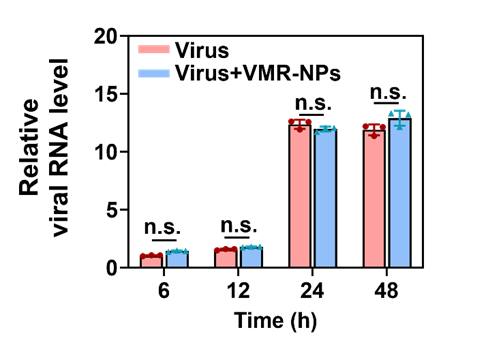 20
15
10
5
0
Relative
viral RNA level
Virus
Virus+VMR-NPs
n.s.
n.s.
n.s.
n.s.
6
12
24
48
Time (h)